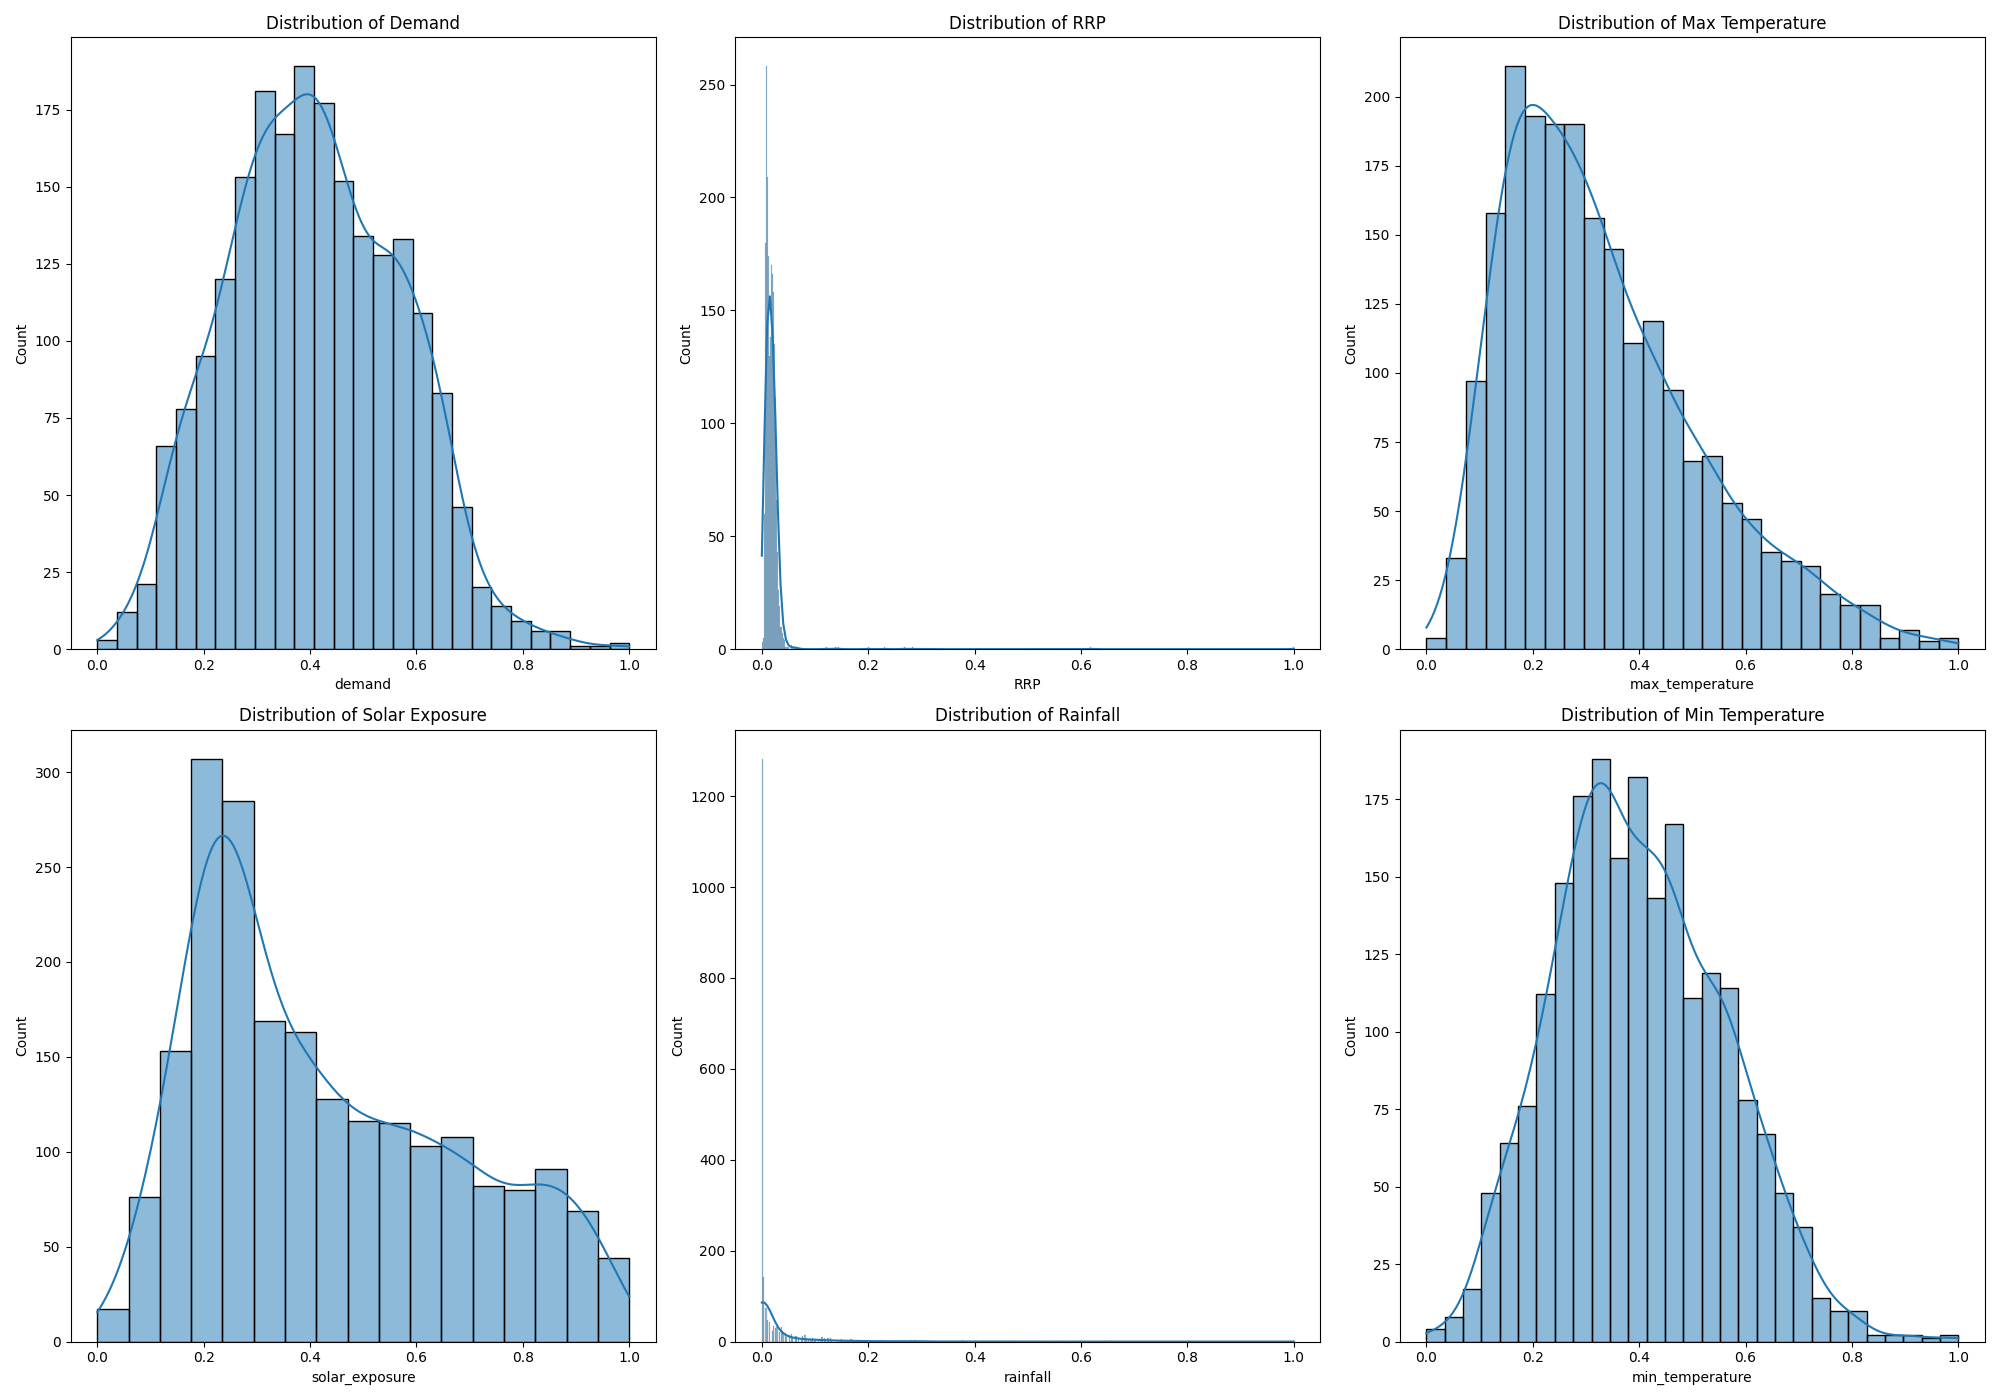 Distribution of Demand
Count
175
150
125
100
75
50
25
0
0.0 0.2 0.4 0.6 0.8 1.0
demand
Distribution of RRP
Count
250
200
150
100
50
0
0.0 0.2 0.4 0.6 0.8 1.0
RRP
Distribution of Max Temperature
Count
200
175
150
125
100
75
50
25
0
0.0 0.2 0.4 0.6 0.8 1.0
max_temperature
Distribution of Solar Exposure
Count
300
250
200
150
100
50
0
0.0 0.2 0.4 0.6 0.8 1.0
solar_exposure
Distribution of Rainfall
Count
1200
1000
800
600
400
200
0
0.0 0.2 0.4 0.6 0.8 1.0
rainfall
Distribution of Min Temperature
Count
175
150
125
100
75
50
25
0
0.0 0.2 0.4 0.6 0.8 1.0
min_temperature